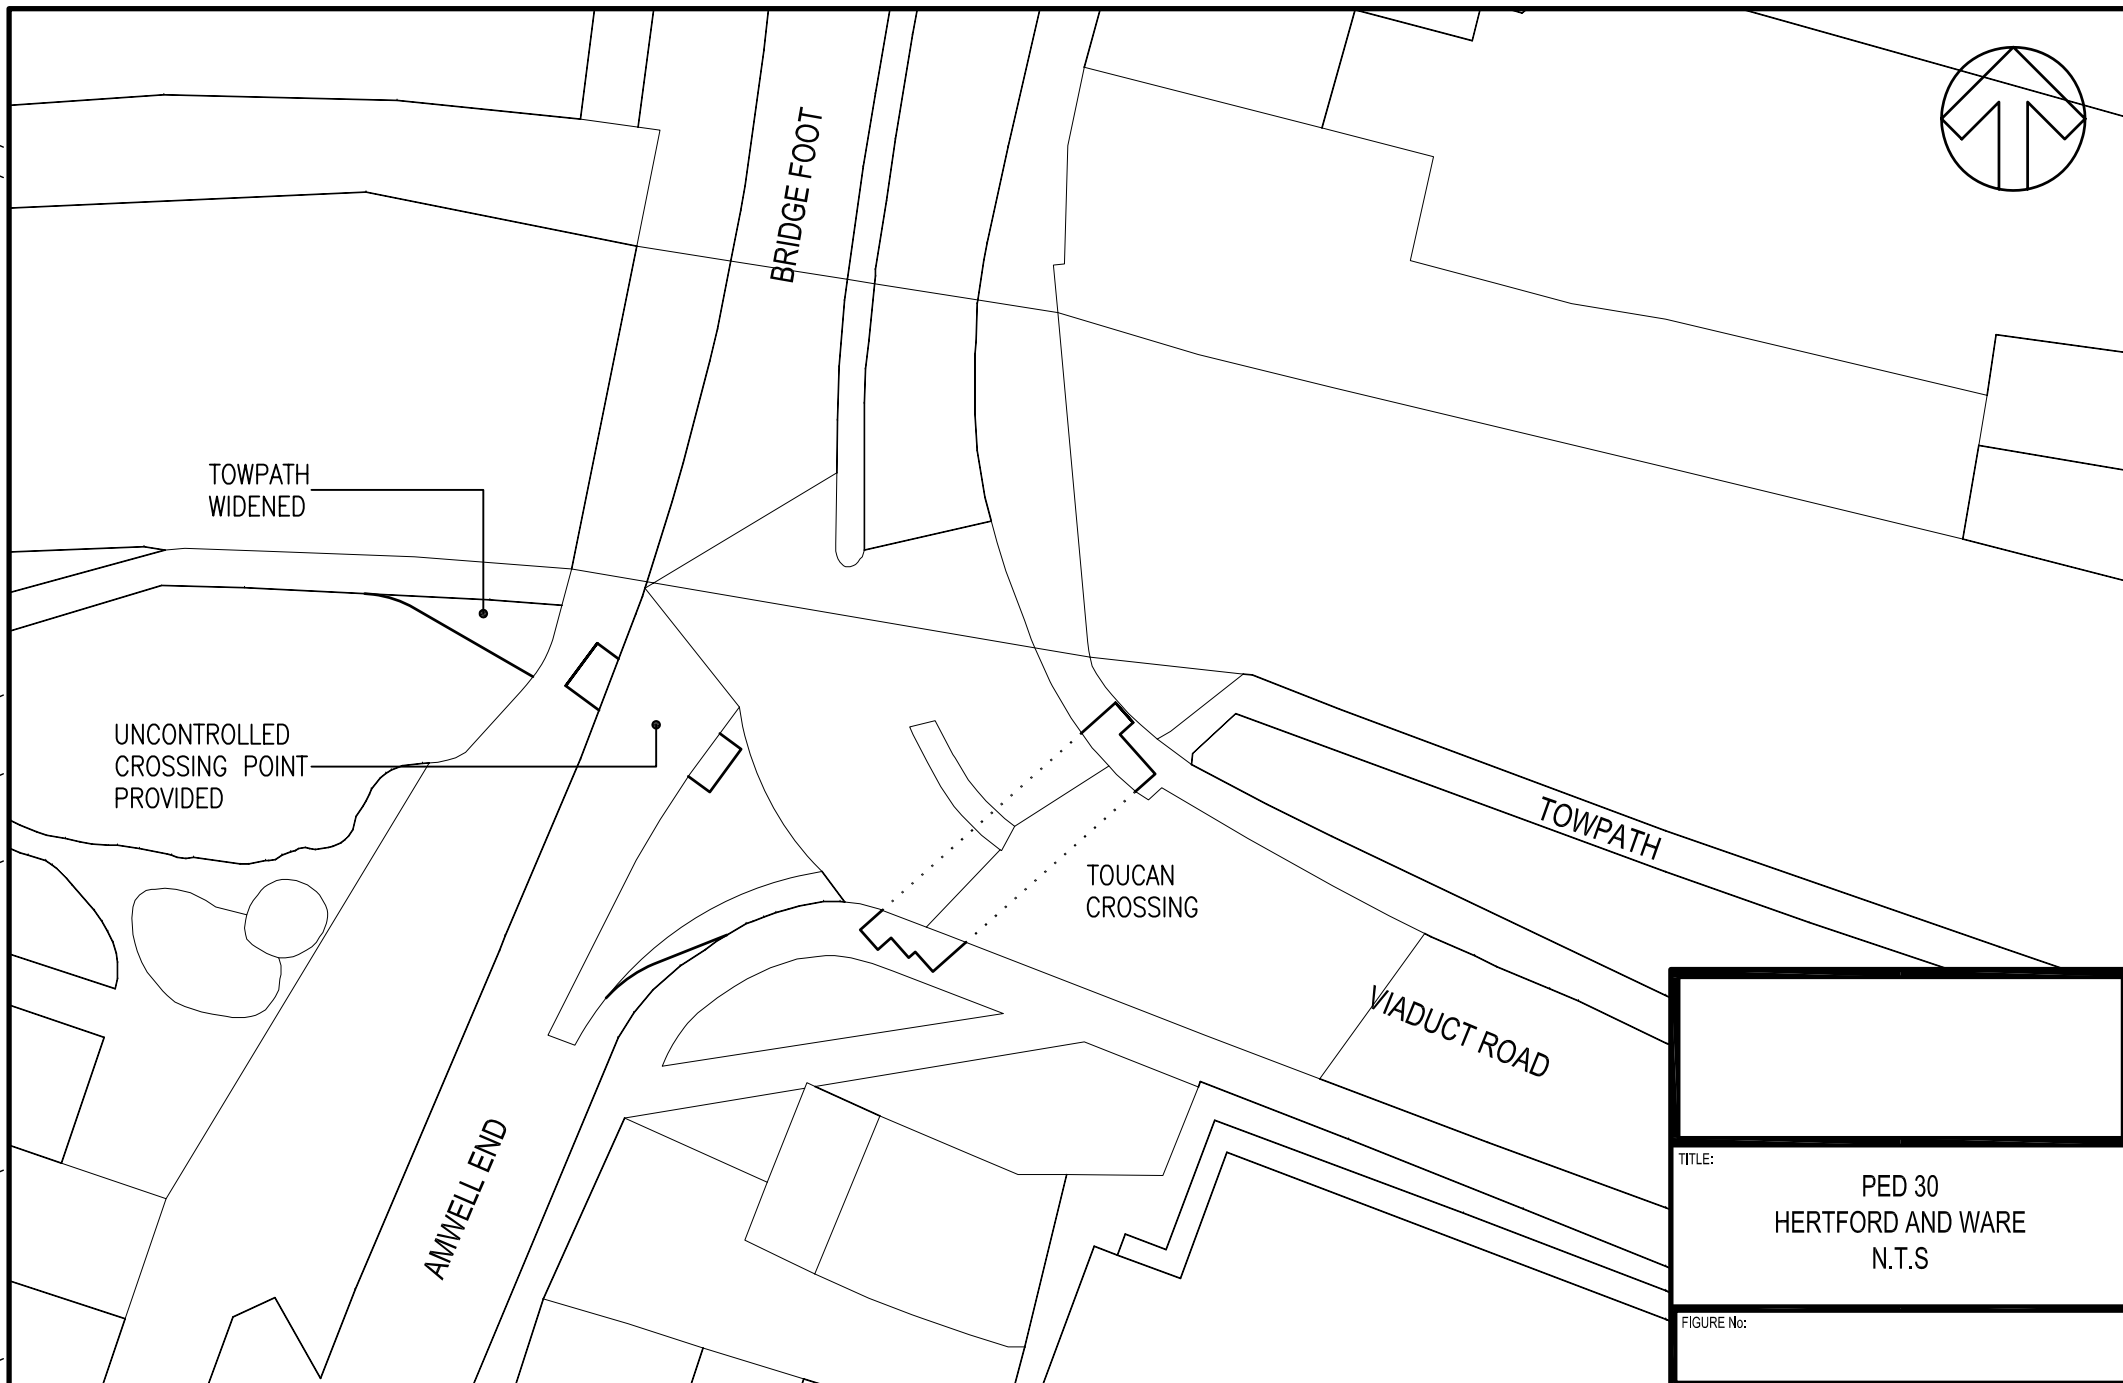 BRIDGE FOOT
TOWPATH
WIDENED
UNCONTROLLED
CROSSING POINT
PROVIDED
TOWPATH
TOUCAN
CROSSING
VIADUCT ROAD
AMWELL END
TITLE:
PED 30
HERTFORD AND WARE
N.T.S
FIGURE No: